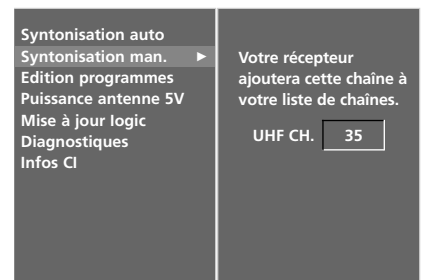 Syntonisation auto
Syntonisation man. ►
Edition programmes
Puissance antenne 5V
Mise à jour logic
Diagnostiques
Infos CI
Votre récepteur
ajoutera cette chaîne à
votre liste de chaînes.
UHF CH. 35